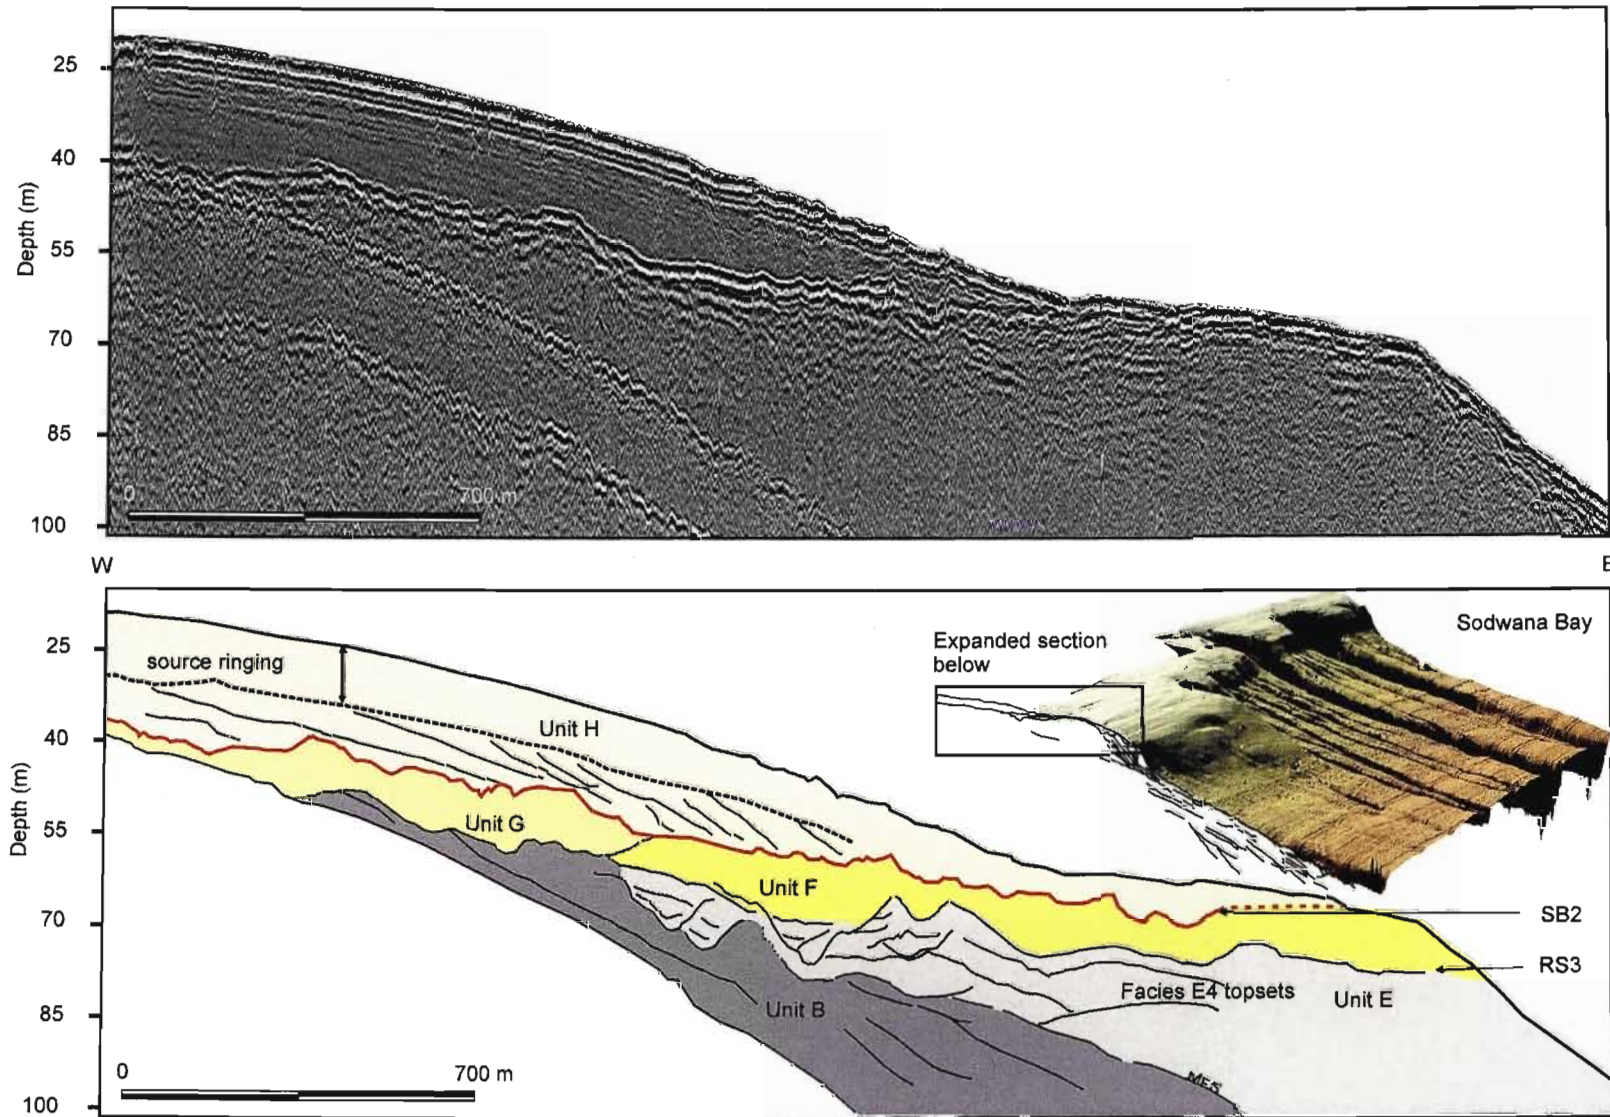 25
40
55
70
85
100
Depth (m)
0 700 m
W
E
25
40
55
70
85
100
Depth (m)
source ringing
Unit H
Unit G
Unit F
Unit B
Facies E4 topsets
Unit E
MFS
Expanded section
below
Sodwana Bay
SB2
RS3
0 700 m